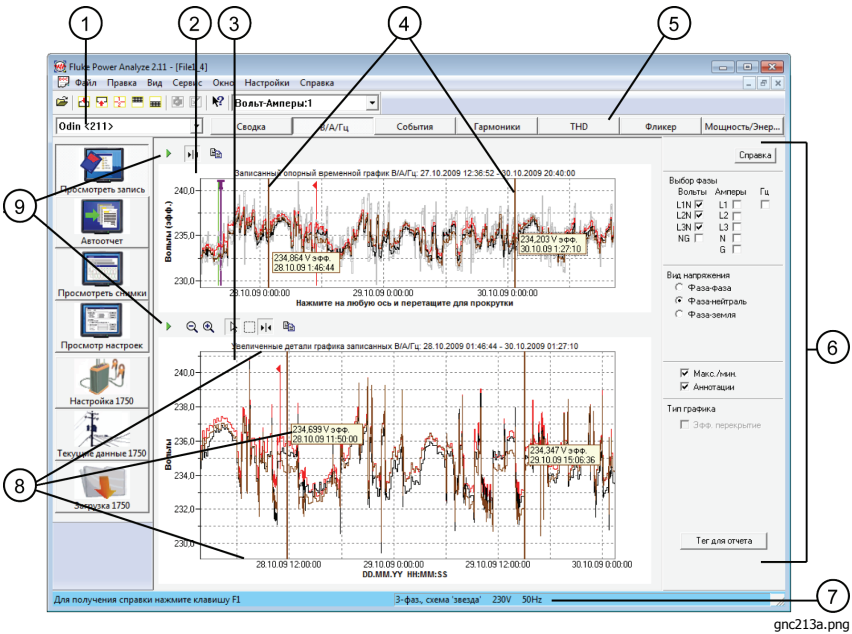 1
2
3
4
5
Fluke Power Analyze 2.11 - [File1_4]
Файл Правка Вид Сервис Окно Настройки Справка
Вольт-Амперы:1
Odin <211>
Сводка В/А/Гц События Гармоники THD Фликер Мощность/Энер...
Просмотреть запись
Автоотчет
Просмотреть снимки
Просмотр настроек
Настройка 1750
Текущие данные 1750
Загрузка 1750
9
8
Записанный опорный временной график В/А/Гц: 27.10.2009 12:36:52 - 30.10.2009 20:40:00
Вольты (эфф.)
240,0
235,0
230,0
234,864 V эфф.
28.10.09 1:46:44
234,203 V эфф.
30.10.09 1:27:10
28.10.09 0:00:00 29.10.09 0:00:00 30.10.09 0:00:00
Нажмите на любую ось и перетащите для прокрутки
Увеличенные детали графика записанных В/А/Гц: 28.10.2009 01:46:44 - 30.10.2009 01:27:10
Вольты
240,0
238,0
236,0
234,0
232,0
230,0
234,699 V эфф.
28.10.09 11:50:00
234,347 V эфф.
29.10.09 15:06:36
28.10.09 12:00:00 29.10.09 0:00:00 29.10.09 12:00:00 30.10.09 0:00:00
DD.MM.YY HH:MM:SS
Справка
Выбор фазы
Вольты Амперы Гц
L1N L1
L2N L2
L3N L3
NG N
G
Вид напряжения
Фаза-фаза
Фаза-нейтраль
Фаза-земля
Макс./мин.
Аннотации
Тип графика
Эфф. перекрытие
Тег для отчета
6
7
Для получения справки нажмите клавишу F1
3-фаз., схема 'звезда' 230V 50Hz
gnc213a.png